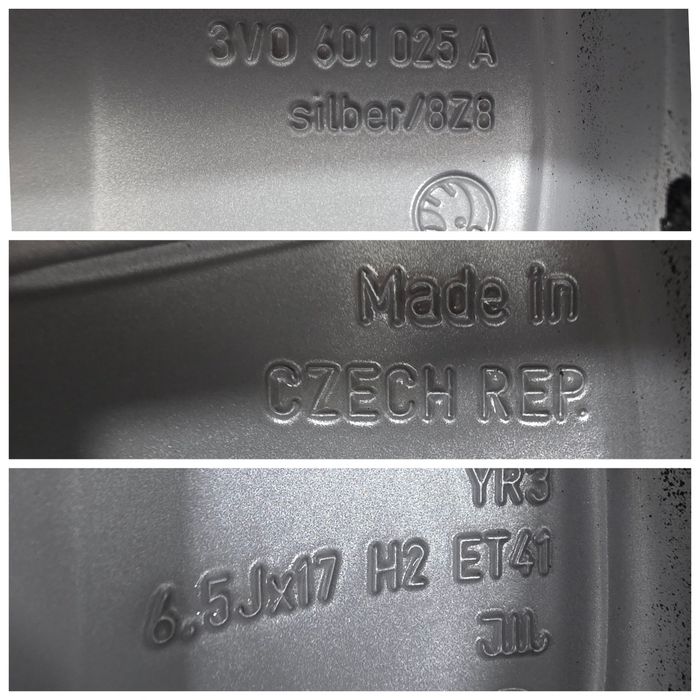 3V0 601 025 A
silber/8Z8
Made in
CZECH REP.
YR3
6.5Jx17 H2 ET41